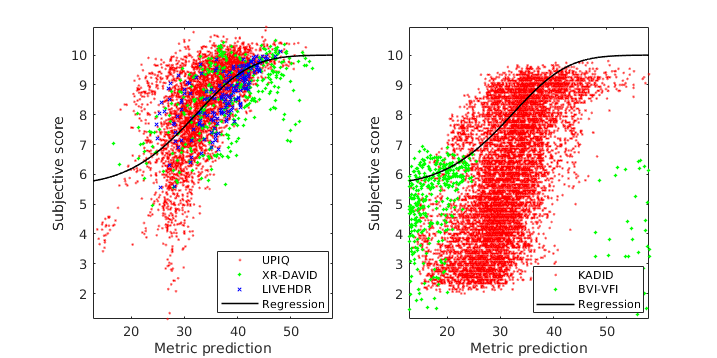 10
9
8
7
6
5
4
3
2
Subjective score
UPIQ
XR-DAVID
LIVEHDR
Regression
20 30 40 50
Metric prediction
10
9
8
7
6
5
4
3
2
Subjective score
KADID
BVI-VFI
Regression
20 30 40 50
Metric prediction